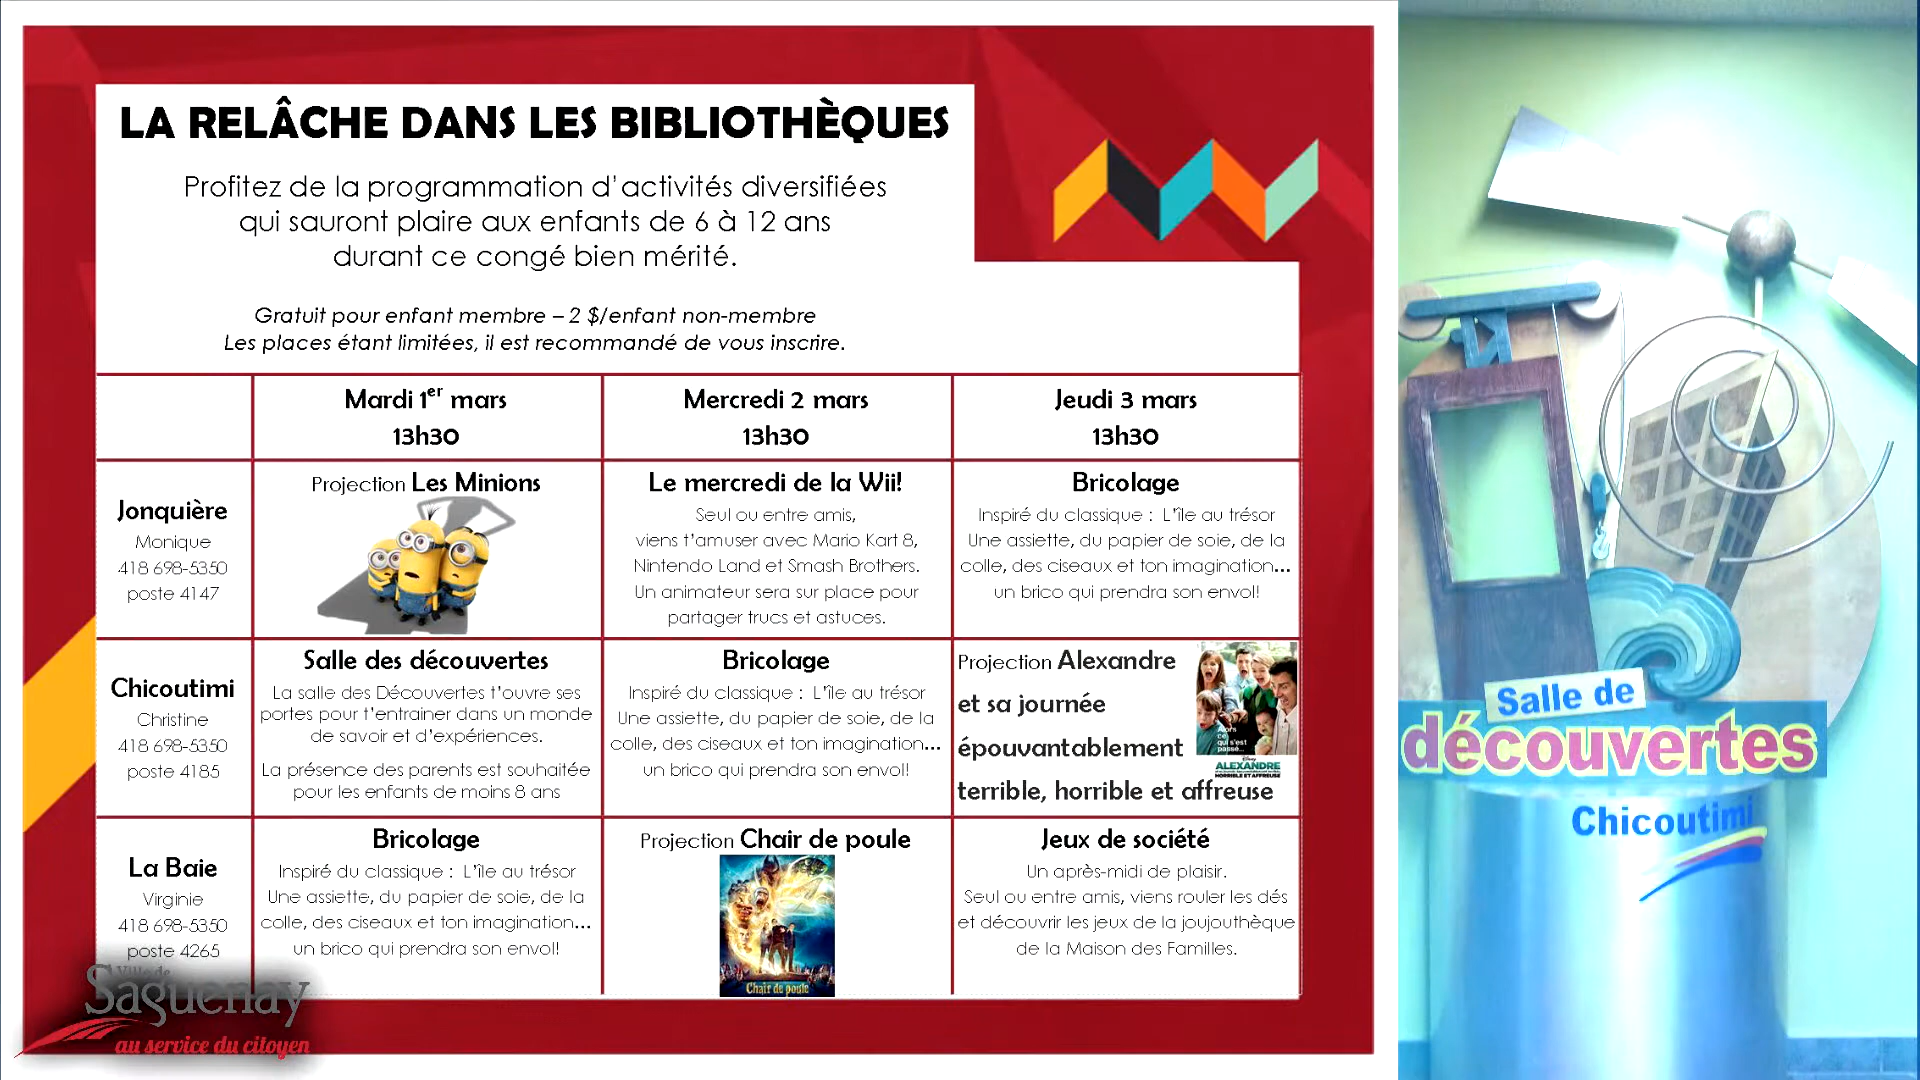 LA RELÂCHE DANS LES BIBLIOTHÈQUES
Profitez de la programmation d'activités diversifiées
qui sauront plaire aux enfants de 6 à 12 ans
durant ce congé bien mérité.
Gratuit pour enfant membre – 2 $/enfant non-membre
Les places étant limitées, il est recommandé de vous inscrire.
Mardi 1er mars
13h30
Mercredi 2 mars
13h30
Jeudi 3 mars
13h30
Jonquière
Monique
418 698-5350
poste 4147
Projection Les Minions
Le mercredi de la Wii!
Seul ou entre amis,
viens t'amuser avec Mario Kart 8,
Nintendo Land et Smash Brothers.
Un animateur sera sur place pour
partager trucs et astuces.
Bricolage
Inspiré du classique : L'île au trésor
Une assiette, du papier de soie, de la
colle, des ciseaux et ton imagination...
un brico qui prendra son envol!
Chicoutimi
Christine
418 698-5350
poste 4185
Salle des découvertes
La salle des Découvertes t'ouvre ses
portes pour t'entrainer dans un monde
de savoir et d'expériences.
La présence des parents est souhaitée
pour les enfants de moins 8 ans
Bricolage
Inspiré du classique : L'île au trésor
Une assiette, du papier de soie, de la
colle, des ciseaux et ton imagination...
un brico qui prendra son envol!
Projection Alexandre
et sa journée
épouvantablement
terrible, horrible et affreuse
Alors
ce
qui s'est
passé...
Disney
ALEXANDRE
HORRIBLE ET AFFREUSE
La Baie
Virginie
418 698-5350
poste 4265
Bricolage
Inspiré du classique : L'île au trésor
Une assiette, du papier de soie, de la
colle, des ciseaux et ton imagination...
un brico qui prendra son envol!
Projection Chair de poule
Chair de poule
Jeux de société
Un après-midi de plaisir.
Seul ou entre amis, viens rouler les dés
et découvrir les jeux de la joujouthèque
de la Maison des Familles.
Ville de
Saguenay
au service du citoyen
Salle de
découvertes
Chicoutimi